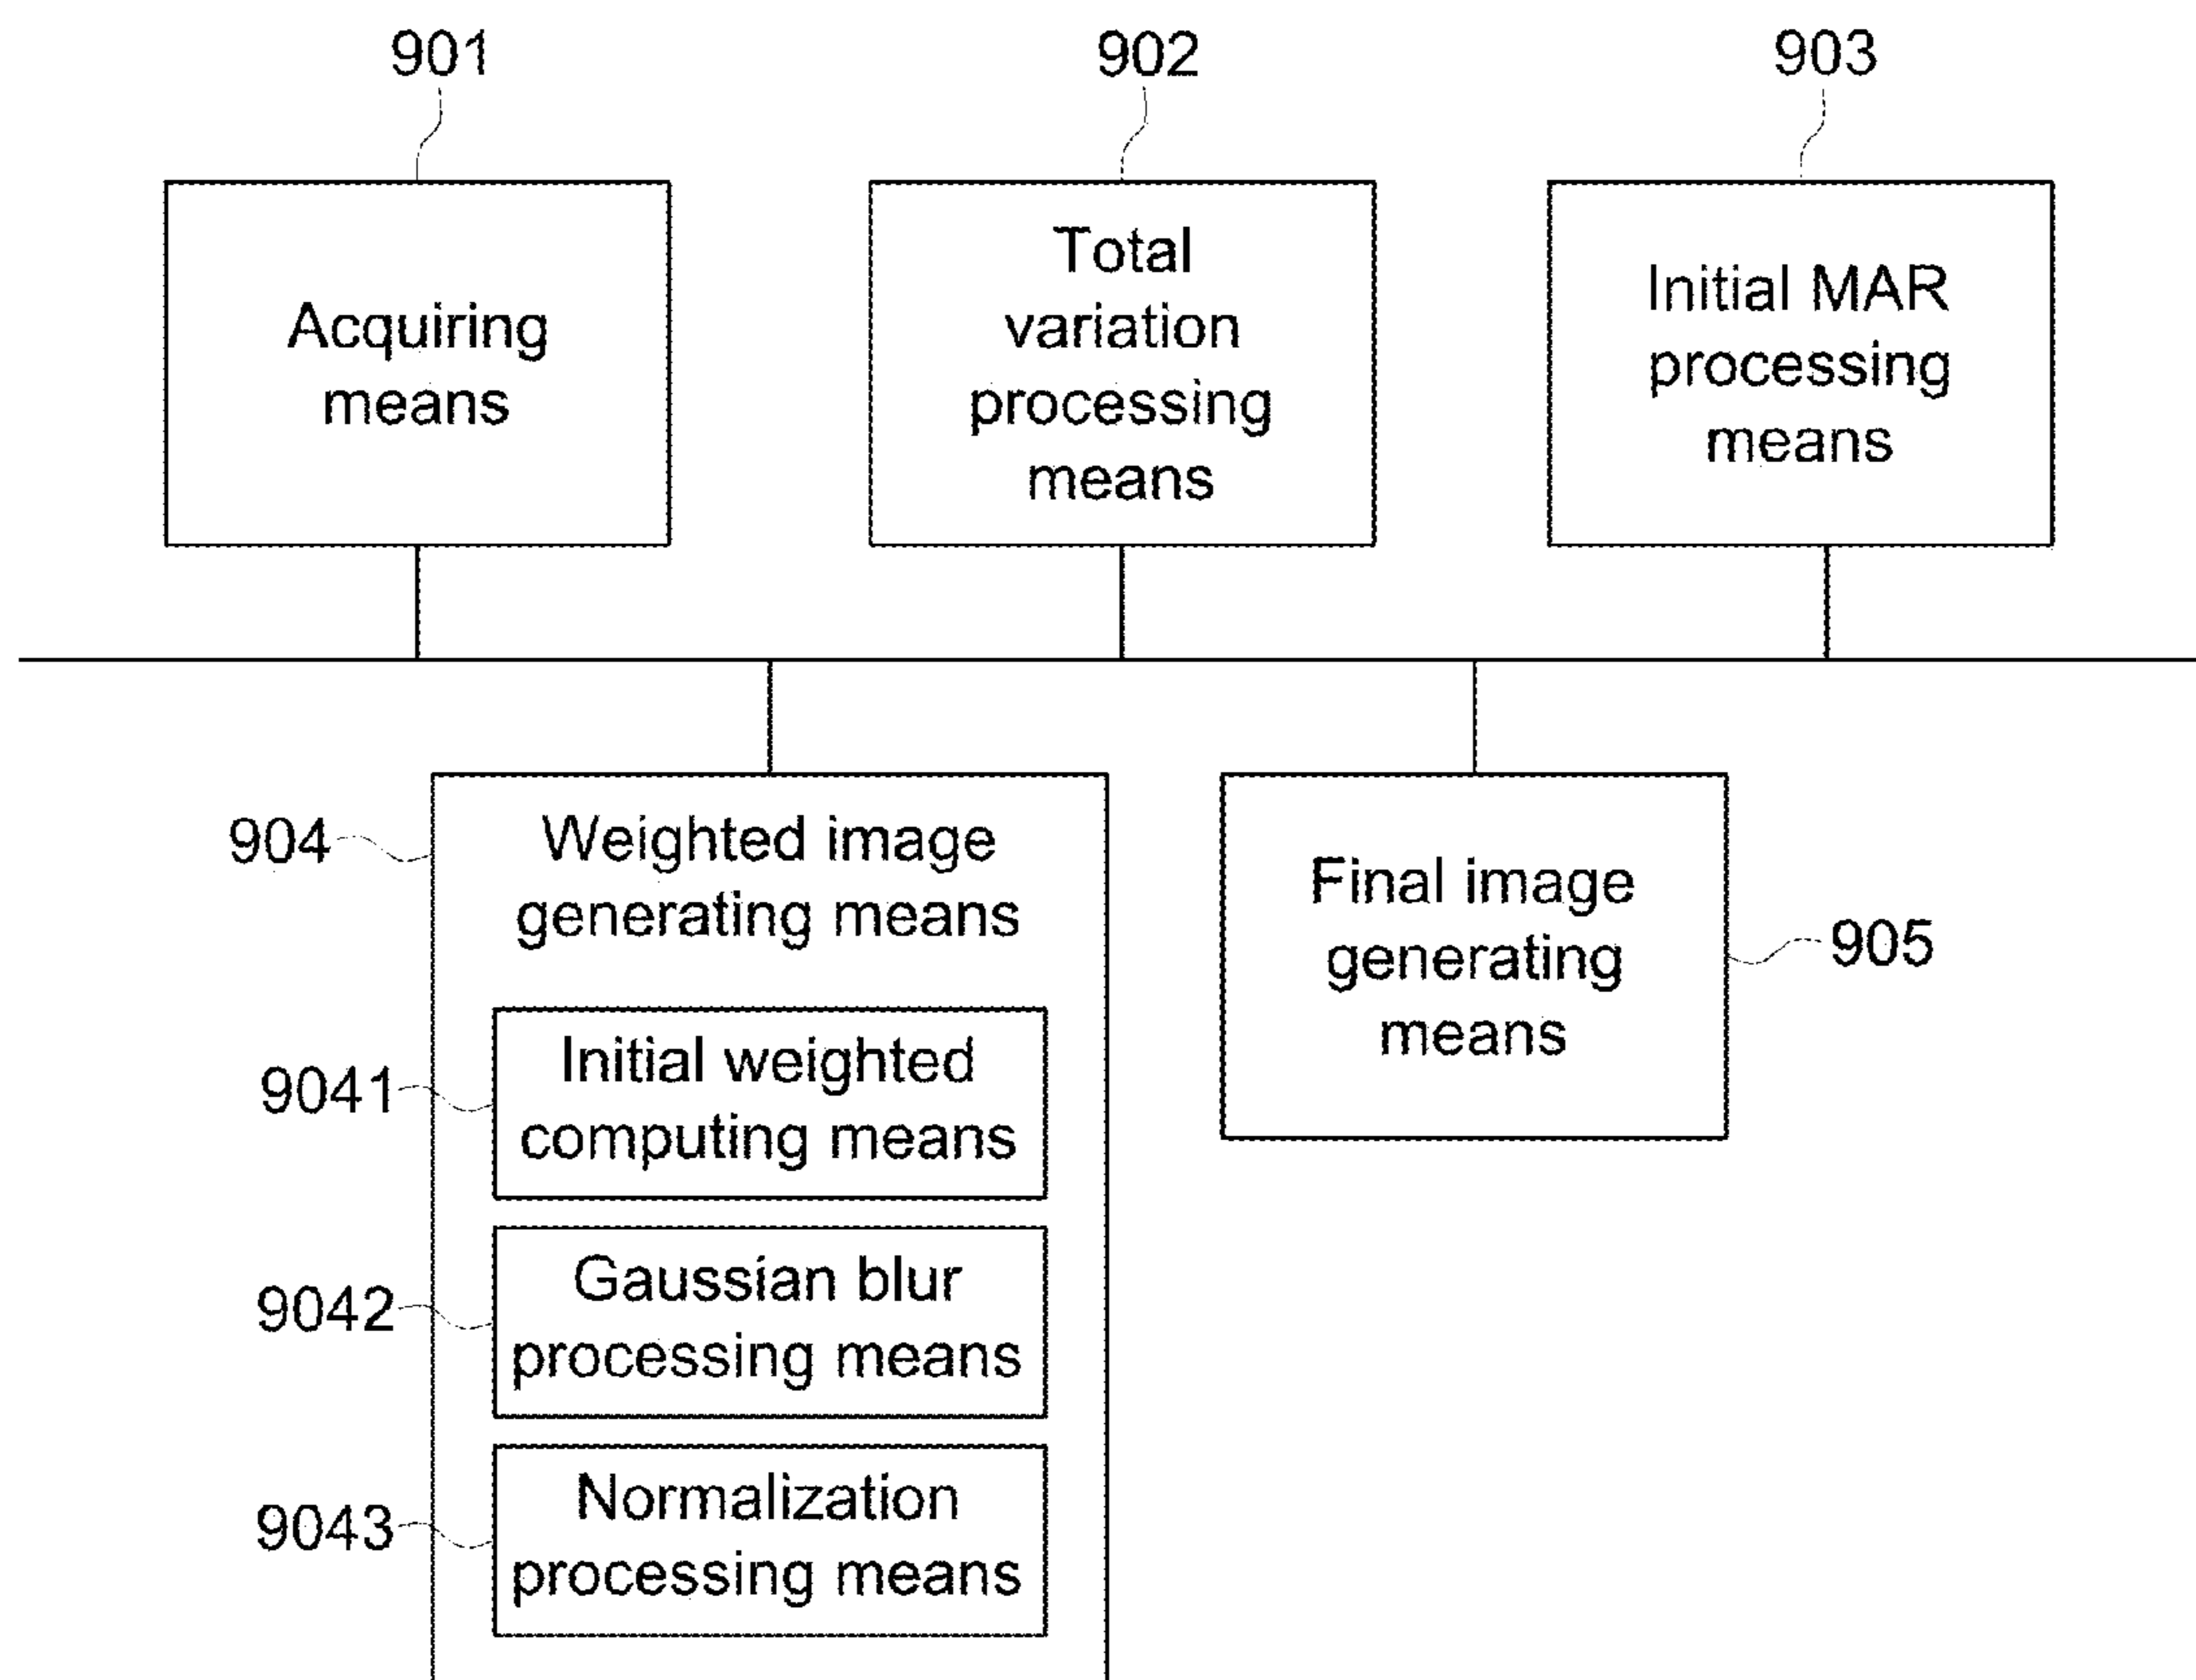 901
902
903
Acquiring
means
Total
variation
processing
means
Initial MAR
processing
means
904
Weighted image
generating means
Final image
generating
means
905
9041
Initial weighted
computing means
9042
Gaussian blur
processing means
9043
Normalization
processing means